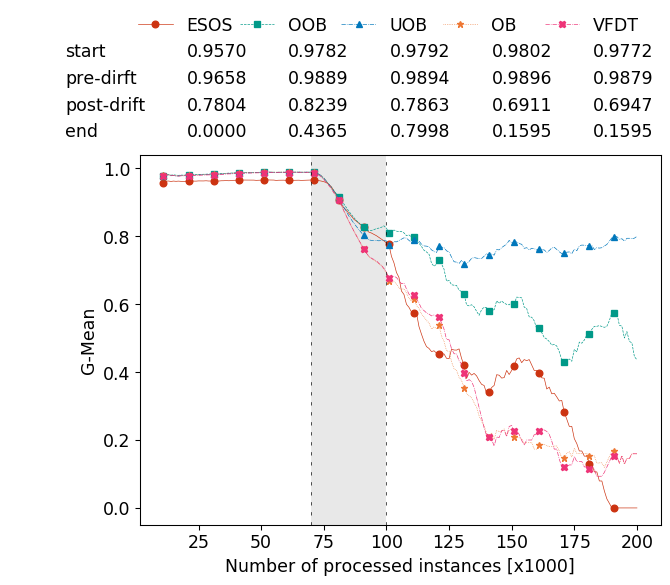 ESOS OOB UOB OB VFDT
start 0.9570 0.9782 0.9792 0.9802 0.9772
pre-dirft 0.9658 0.9889 0.9894 0.9896 0.9879
post-drift 0.7804 0.8239 0.7863 0.6911 0.6947
end 0.0000 0.4365 0.7998 0.1595 0.1595
1.0
0.8
0.6
0.4
0.2
0.0
G-Mean
25 50 75 100 125 150 175 200
Number of processed instances [x1000]